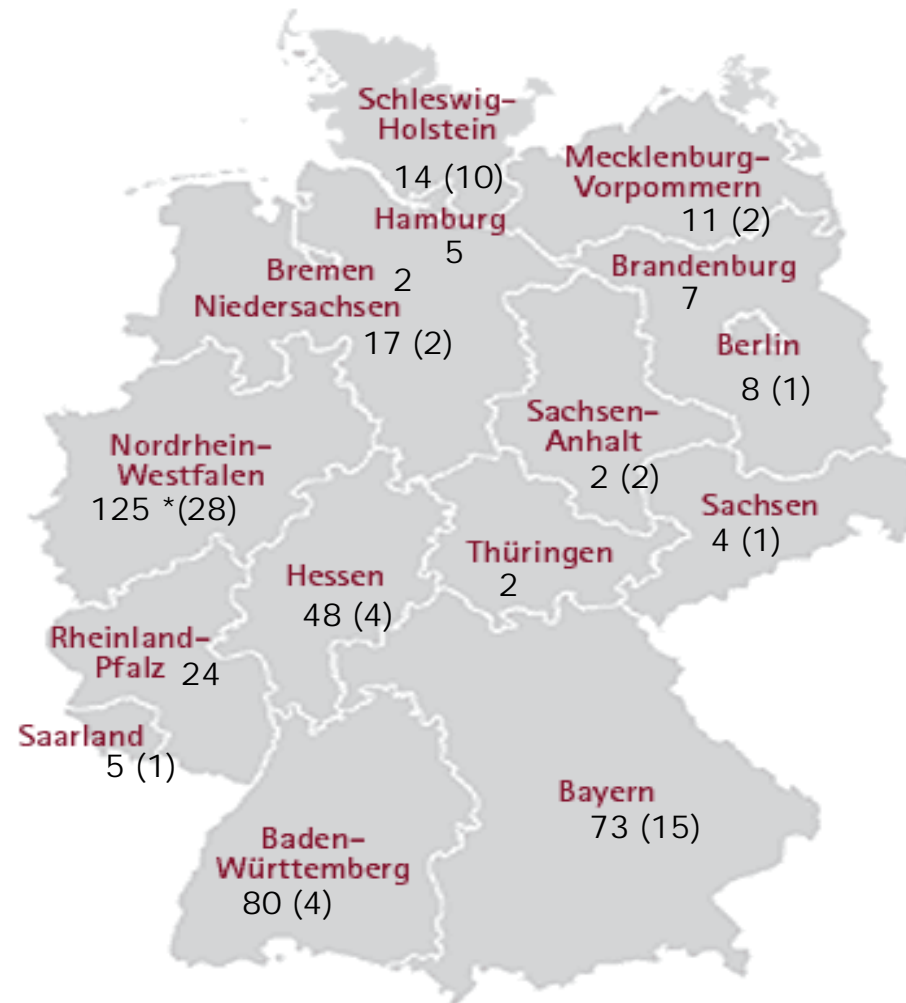 Schleswig-
Holstein
14 (10)
Mecklenburg-
Vorpommern
11 (2)
Hamburg
5
Bremen 2
Brandenburg
7
Niedersachsen
17 (2)
Berlin
8 (1)
Sachsen-
Anhalt
2 (2)
Nordrhein-
Westfalen
125 *(28)
Sachsen
4 (1)
Thüringen
2
Hessen
48 (4)
Rheinland-
Pfalz 24
Saarland
5 (1)
Bayern
73 (15)
Baden-
Württemberg
80 (4)